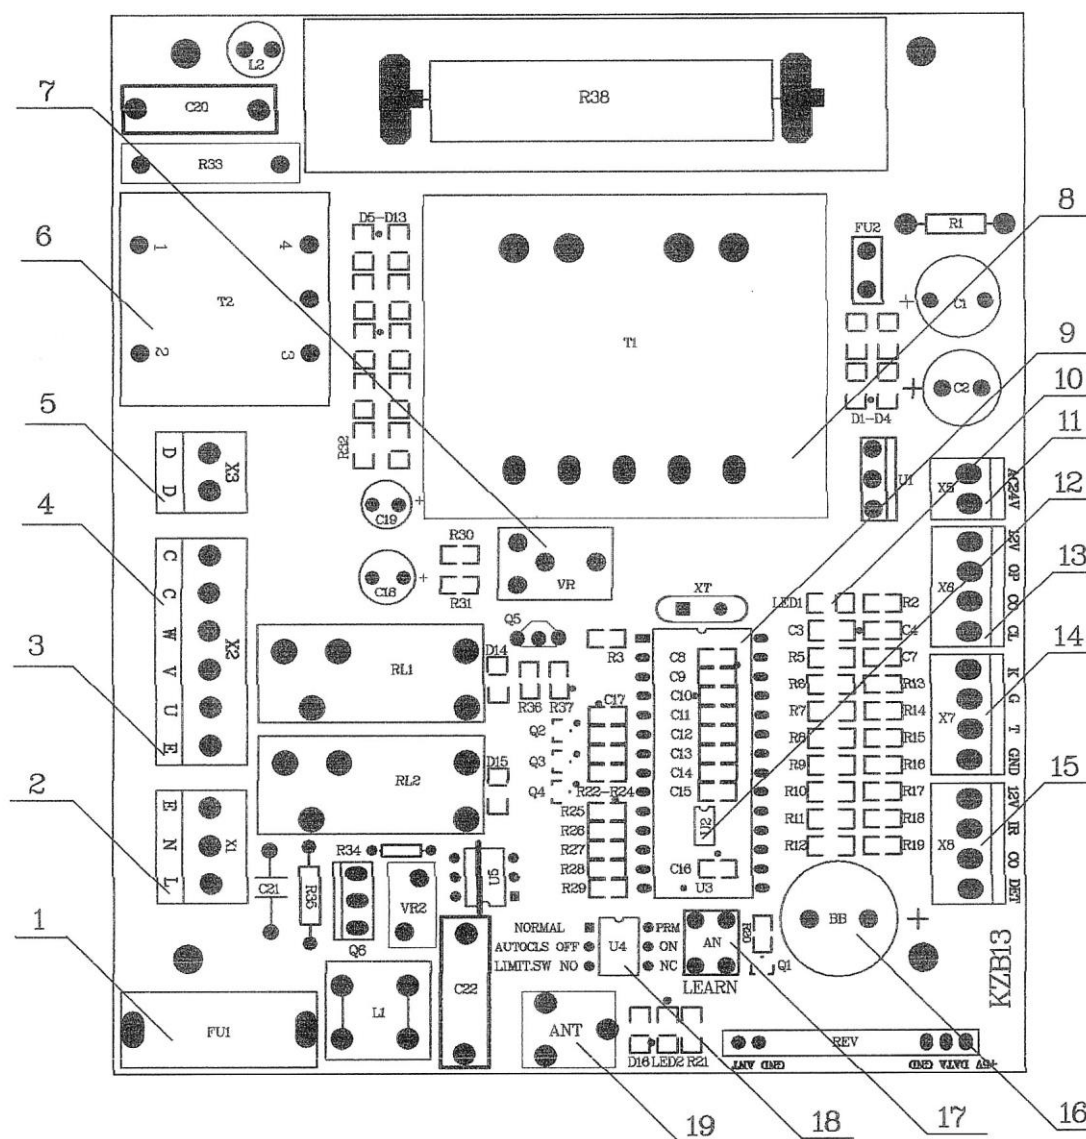 L2
C20
R38
7
R33
8
D5-D13
FU2
R1
1
4
6
T2
C1
T1
9
2
3
10
C2
D1-D4
5
R32
11
D
D
X3
U1
X5
AC24V
C19
12
4
R30
12V
OP
CO
CL
X6
C
C
W
V
U
E
X2
VR
C18
R31
XT
LED1
R2
13
Q5
C3
C4
3
RL1
D14
R3
C8
R5
C7
14
C9
R6
R13
K
G
T
GND
X7
R36
R37
C17
C10
R7
R14
C11
Q2
C12
R8
R15
Q3
C13
R9
R16
15
RL2
D15
C14
2
Q4
R22-R24
C15
R10
R17
E
N
L
X1
R25
U2
R11
R18
12V
IR
CO
DET
X8
R26
R34
R27
R12
R19
C21
R35
U5
R28
C16
VR2
R29
U3
1
NORMAL
PRM
BB
Q6
AUTOCLS OFF
U4
ON
AN
R20
LIMIT.SW NO
NC
Q1
C22
LEARN
KZB13
FU1
L1
ANT
REV
D16
LED2
R21
ANT
GND
GND
DATA
+5V
19
18
17
16